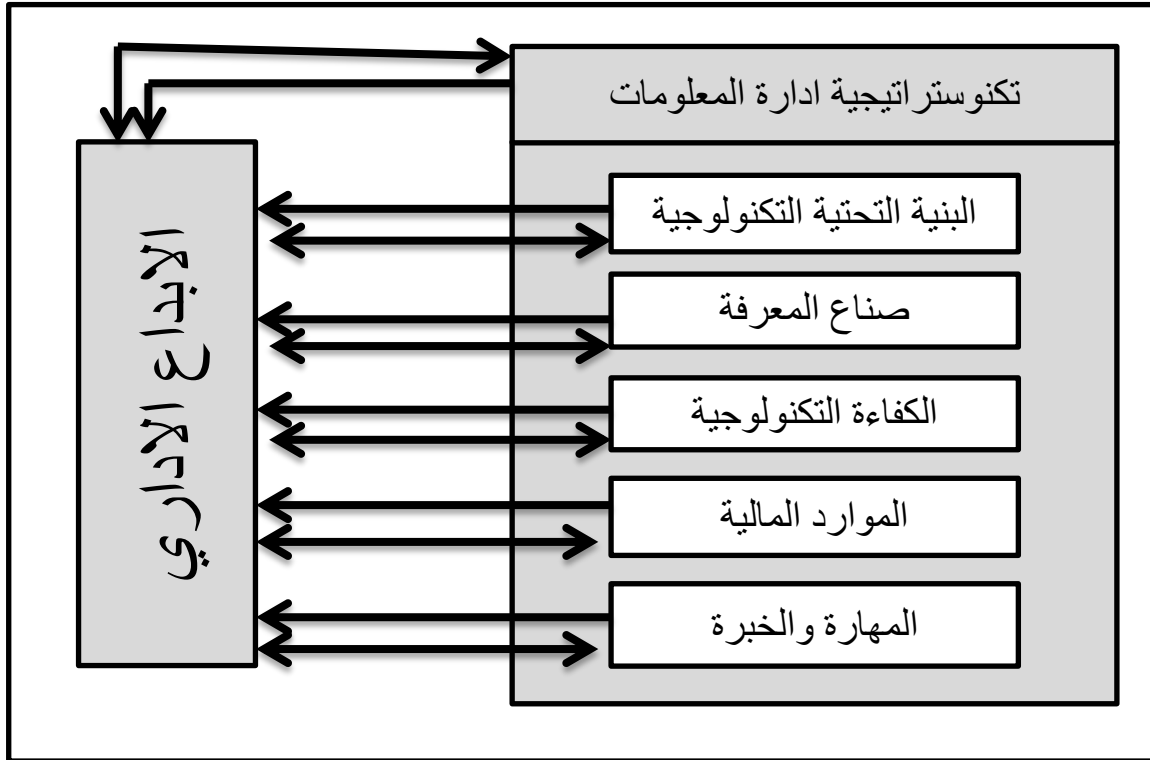 تكنوستراتيجية ادارة المعلومات
البنية التحتية التكنولوجية
صناع المعرفة
الكفاءة التكنولوجية
الموارد المالية
المهارة والخبرة
الابداع الاداري